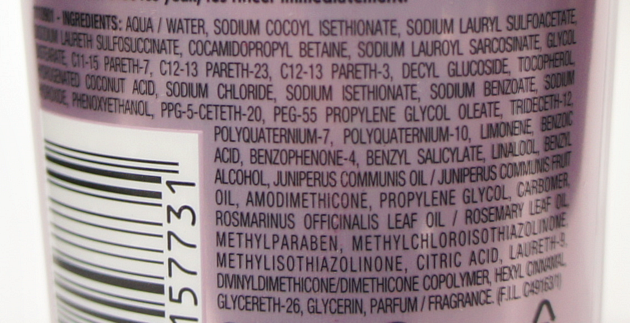 INGREDIENTS: AQUA / WATER, SODIUM COCOYL ISETHIONATE, SODIUM LAURYL SULFOACETATE,
LAURETH SULFOSUCCINATE, COCAMIDOPROPYL BETAINE, SODIUM LAUROYL SARCOSINATE, GLYCOL
C11-15 PARETH-7, C12-13 PARETH-23, C12-13 PARETH-3, DECYL GLUCOSIDE, TOCOPHEROL,
COCONUT ACID, SODIUM CHLORIDE, SODIUM ISETHIONATE, SODIUM BENZOATE, SODIUM
PHENOXYETHANOL, PPG-5-CETETH-20, PEG-55 PROPYLENE GLYCOL OLEATE, TRIDECETH-12,
POLYQUATERNIUM-7, POLYQUATERNIUM-10, LIMONENE, BENZOIC
ACID, BENZOPHENONE-4, BENZYL SALICYLATE, LINALOOL, BENZYL
ALCOHOL, JUNIPERUS COMMUNIS OIL / JUNIPERUS COMMUNIS FRUIT
OIL, AMODIMETHICONE, PROPYLENE GLYCOL, CARBOMER,
ROSMARINUS OFFICINALIS LEAF OIL / ROSEMARY LEAF OIL,
METHYLPARABEN, METHYLCHLOROISOTHIAZOLINONE,
METHYLISOTHIAZOLINONE, CITRIC ACID, LAURETH-9,
DIVINYLDIMETHICONE/DIMETHICONE COPOLYMER, HEXYL CINNAMAL,
GLYCERETH-26, GLYCERIN, PARFUM / FRAGRANCE. (F.I.L. C49163/1)
157731